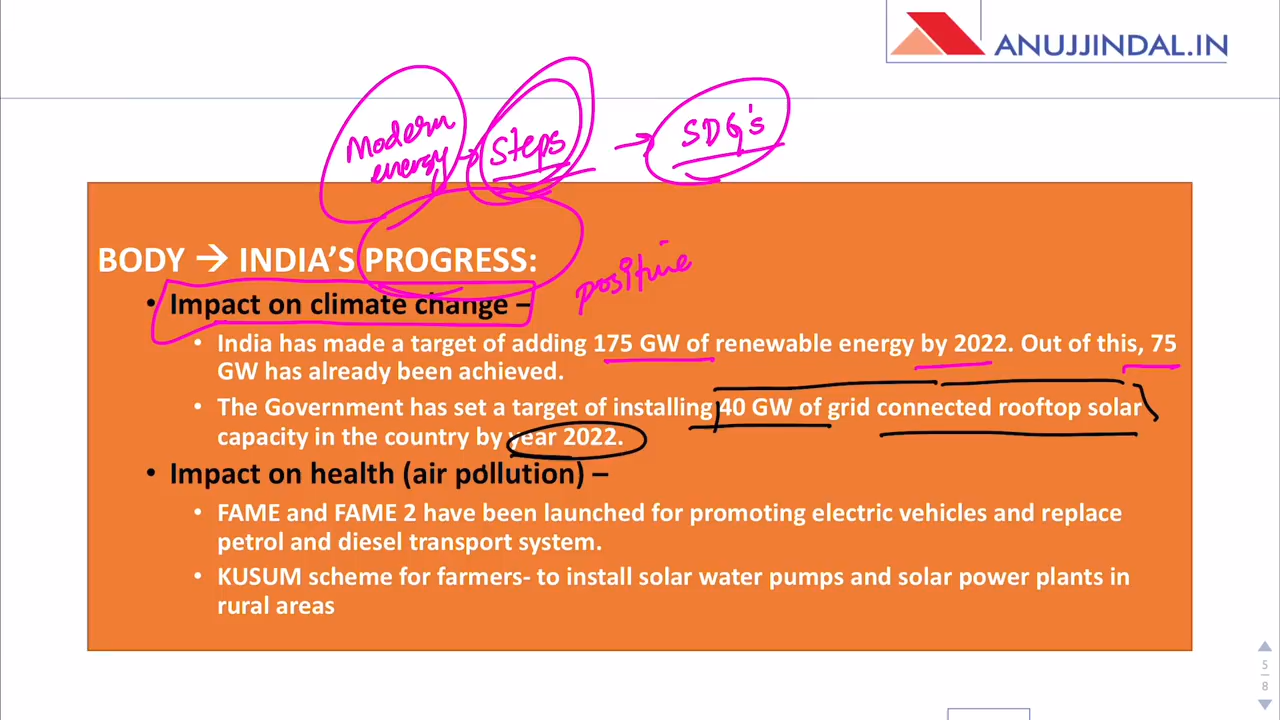 ANUJJINDAL.IN
Modern energy → Steps → SDG's
BODY → INDIA'S PROGRESS:
positive
• Impact on climate change –
• India has made a target of adding 175 GW of renewable energy by 2022. Out of this, 75
GW has already been achieved.
• The Government has set a target of installing 40 GW of grid connected rooftop solar
capacity in the country by year 2022.
• Impact on health (air pollution) –
• FAME and FAME 2 have been launched for promoting electric vehicles and replace
petrol and diesel transport system.
• KUSUM scheme for farmers- to install solar water pumps and solar power plants in
rural areas
5
8